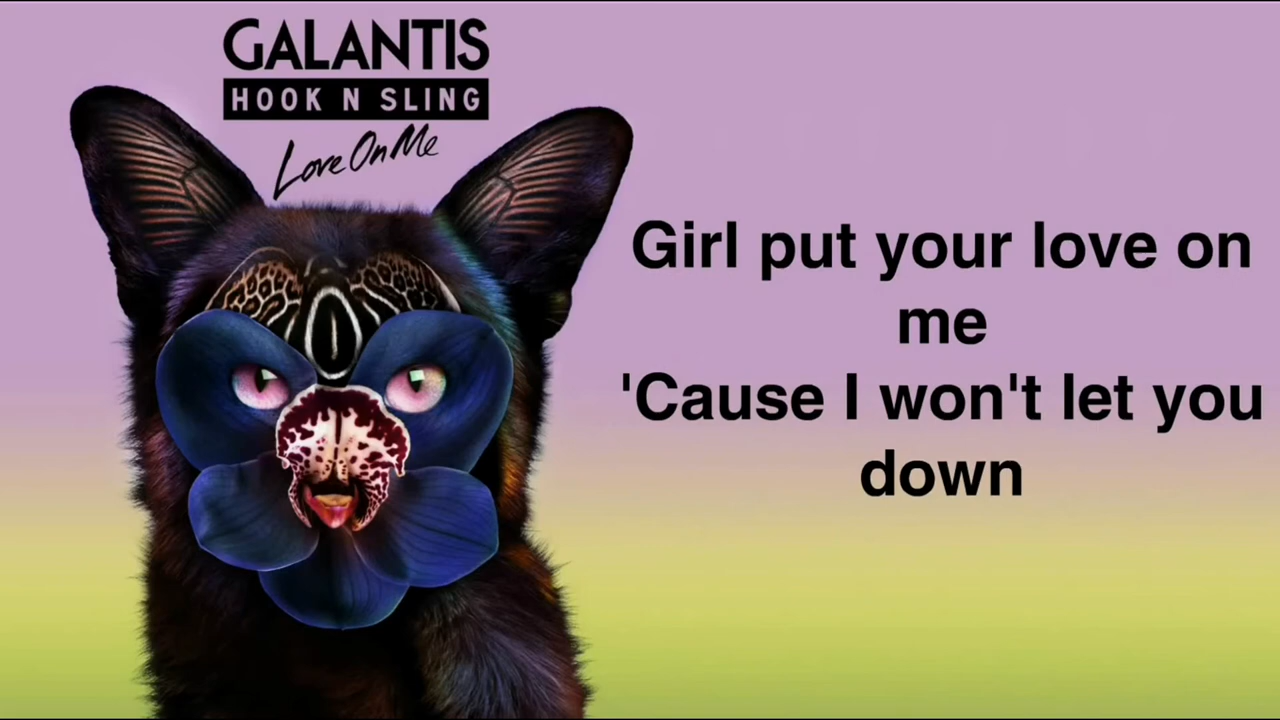 GALANTIS
HOOK N SLING
Love On Me
Girl put your love on
me
'Cause I won't let you
down